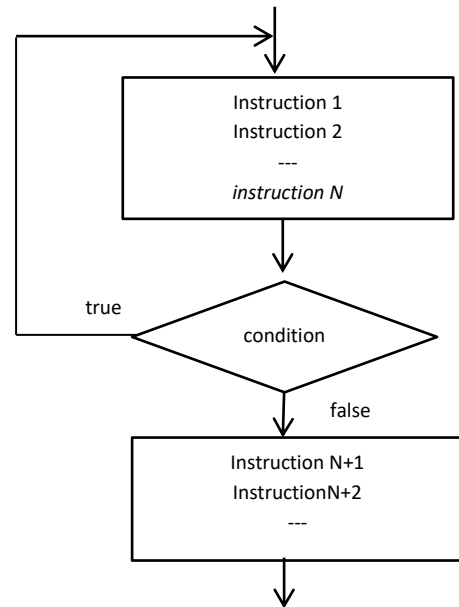 Instruction 1
Instruction 2
---
instruction N
true
condition
false
Instruction N+1
InstructionN+2
---